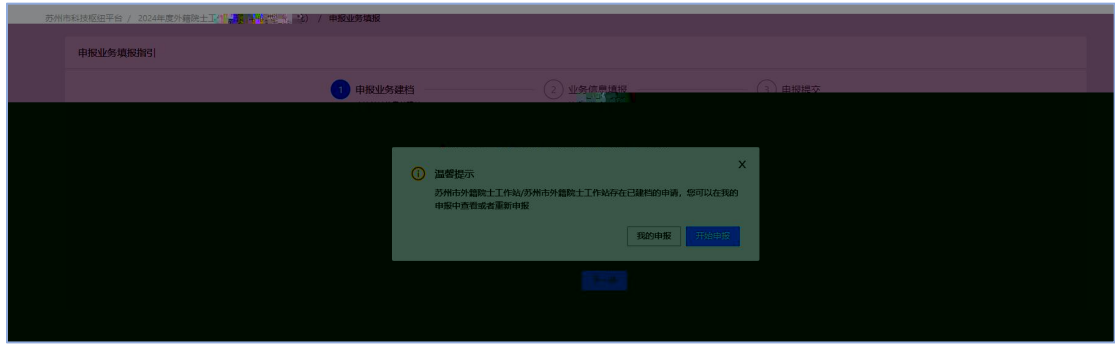 苏州市科技枢纽平台 / 2024年度外籍院士工 / 申报业务填报
申报业务填报指引
1 申报业务建档 2 业务信息填报 3 申报提交
温馨提示
苏州市外籍院士工作站/苏州市外籍院士工作站存在已建档的申请，您可以在我的
申报中查看或者重新申报
我的申报 开始申报
下一步